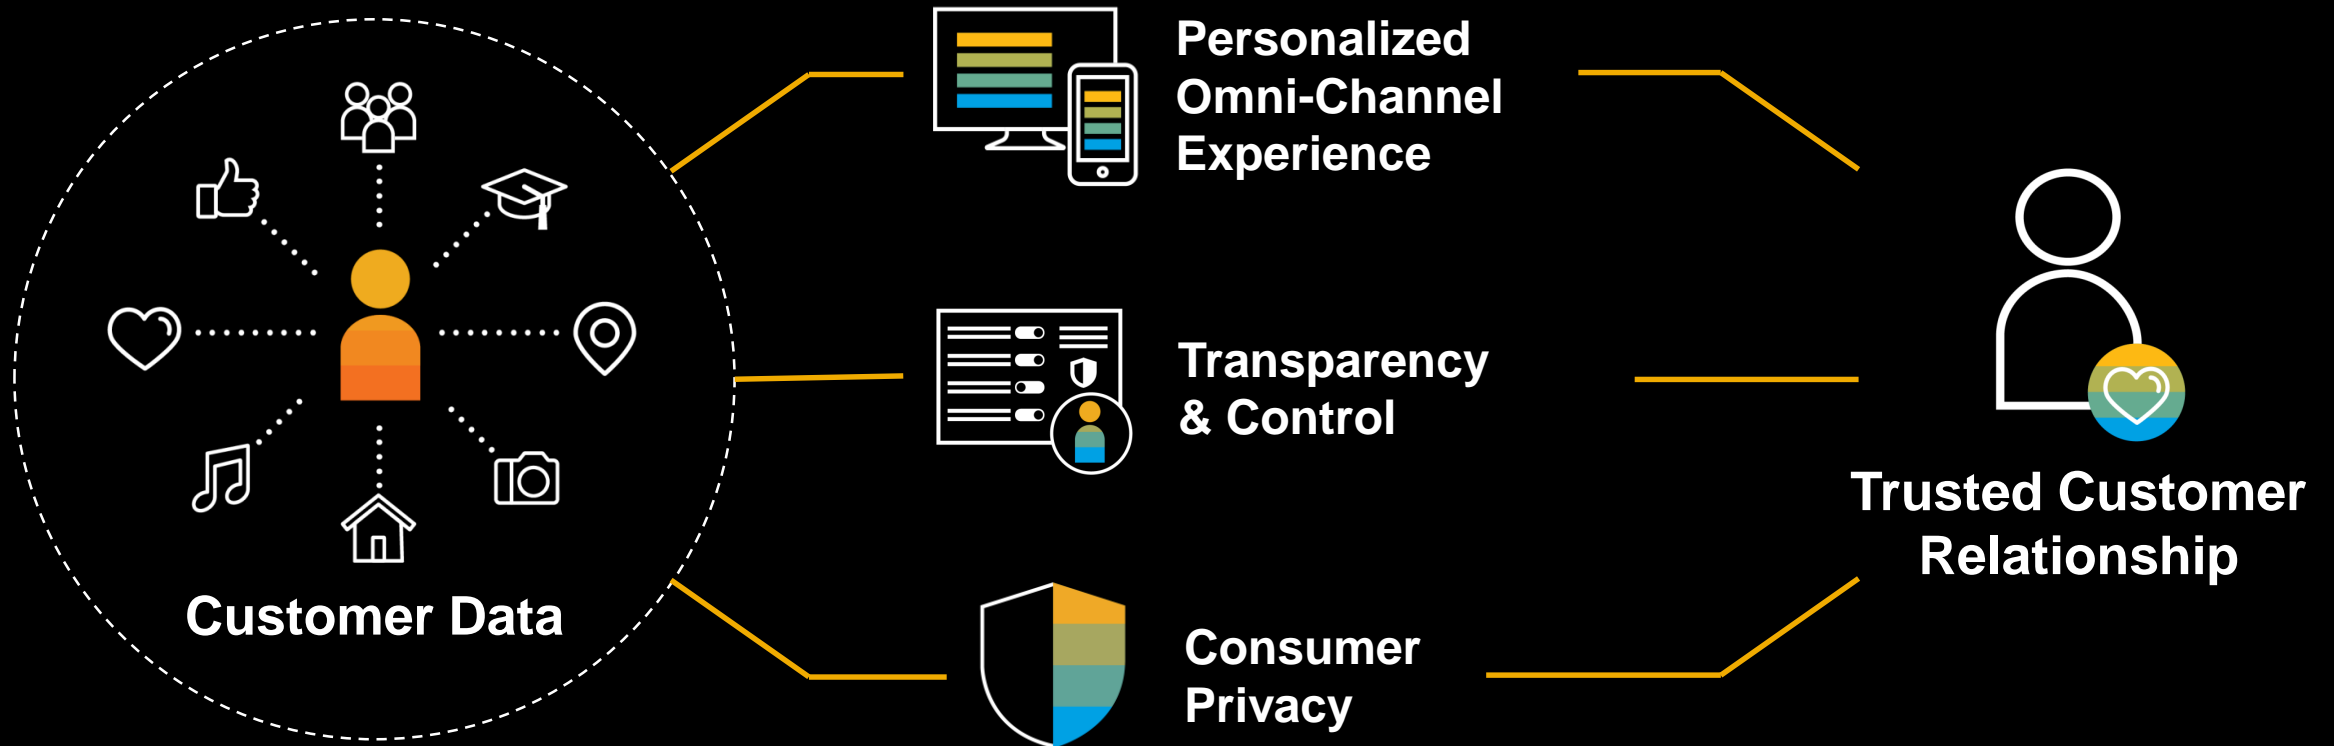 Customer Data
Personalized
Omni-Channel
Experience
Transparency
& Control
Consumer
Privacy
Trusted Customer
Relationship